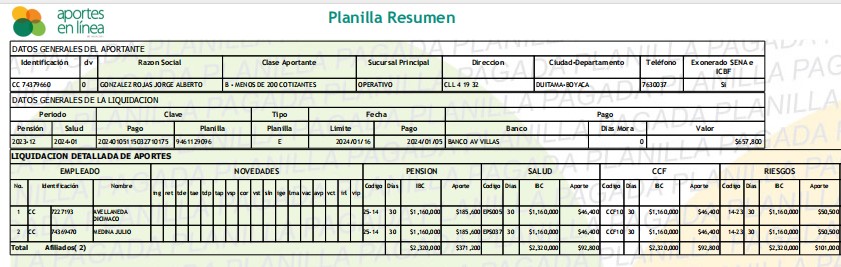 aportes
en línea
Planilla Resumen
DATOS GENERALES DEL APORTANTE
Identificación dv Razon Social Clase Aportante Sucursal Principal Direccion Ciudad-Departamento Teléfono Exonerado SENA e ICBF
CC 74379660 0 GONZALEZ ROJAS JORGE ALBERTO B - MENOS DE 200 COTIZANTES OPERATIVO CLL 4 19 32 DUITAMA-BOYACA 7630037 SI
DATOS GENERALES DE LA LIQUIDACION
Periodo Clave Tipo Fecha Pago
Pensión Salud Pago Planilla Planilla Limite Pago Banco Días Mora Valor
2023-12 2024-01 2024010511503271 0175 9461129096 E 2024/01/16 2024/01/05 BANCO AV VILLAS 0 $657,800
LIQUIDACION DETALLADA DE APORTES
EMPLEADO NOVEDADES PENSION SALUD CCF RIESGOS
No. Identificación Nombre ing ret tde tae tdp tap vsp cor vst sln ige lma vac avp vct irl vip Codigo Dias IBC Aporte Codigo Dias IBC Aporte Codigo Dias IBC Aporte Codigo Dias IBC Aporte
1 CC 7227193 AVELLANEDA DICIMACO 25-14 30 $1,160,000 $185,600 EPS005 30 $1,160,000 $46,400 CCF10 30 $1,160,000 $46,400 14-23 30 $1,160,000 $50,500
2 CC 74369470 MEDINA JULIO 25-14 30 $1,160,000 $185,600 EPS037 30 $1,160,000 $46,400 CCF10 30 $1,160,000 $46,400 14-23 30 $1,160,000 $50,500
Total Afiliados( 2) $2,320,000 $371,200 $2,320,000 $92,800 $2,320,000 $92,800 $2,320,000 $101,000
PLANILLA PAGADA